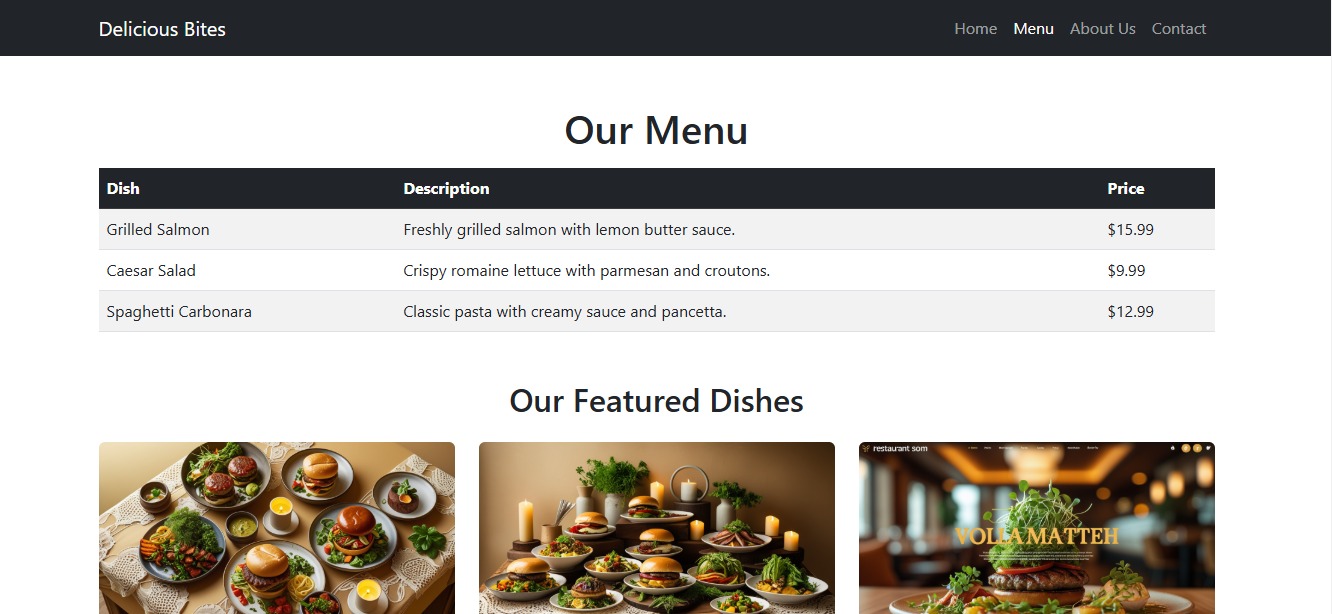 Delicious Bites Home Menu About Us Contact
Our Menu
Dish Description Price
Grilled Salmon Freshly grilled salmon with lemon butter sauce. $15.99
Caesar Salad Crispy romaine lettuce with parmesan and croutons. $9.99
Spaghetti Carbonara Classic pasta with creamy sauce and pancetta. $12.99
Our Featured Dishes
restaurant som
VOLLA MATTEH